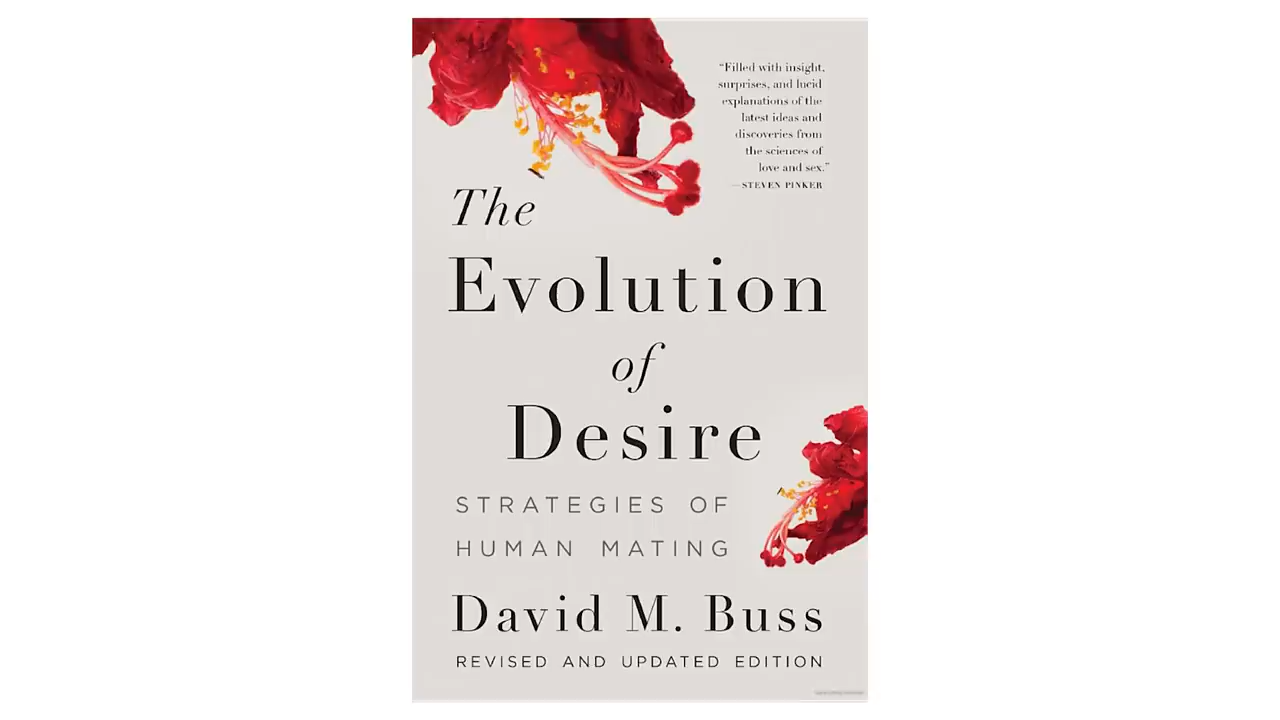 “Filled with insight,
surprises, and lucid
explanations of the
latest ideas and
discoveries from
the sciences of
love and sex.”
—STEVEN PINKER
The
Evolution
of
Desire
STRATEGIES OF
HUMAN MATING
David M. Buss
REVISED AND UPDATED EDITION